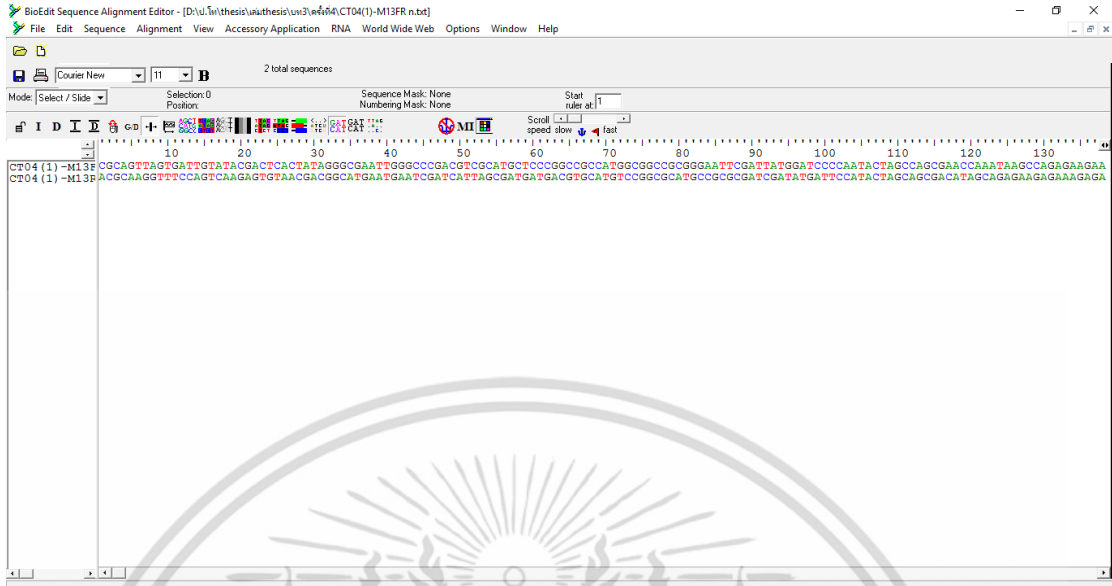 BioEdit Sequence Alignment Editor - [D:\ป.โท\thesis\เล่มthesis\บท3\ครั้งที่4\CT04(1)-M13FR n.txt]
File Edit Sequence Alignment View Accessory Application RNA World Wide Web Options Window Help
Courier New 11 B 2 total sequences
Mode: Select / Slide Selection: 0 Sequence Mask: None Start
Position: Numbering Mask: None ruler at: 1
I D I D G/D MI Scroll
speed slow fast
10 20 30 40 50 60 70 80 90 100 110 120 130
CT04(1)-M13F CGCAGTTAGTGATTGTATACGACTCACTATAGGGCGAATTGGGCCCGACGTCGCATGCTCCCGGCCGCCATGGCGGCCGCGGGAATTCGATTATGGATCCCCAATACTAGCCAGCGAACCAAATAAGCCAGAGAAGAA
CT04(1)-M13R ACGCAAGGTTTCCAGTCAAGAGTGTAACGACGGCATGAATGAATCGATCATTAGCGATGATGACGTGCATGTCCGGCGCATGCCGCGCGATCGATATGATTCCATACTAGCAGCGACATAGCAGAGAAGAGAAAGAGA